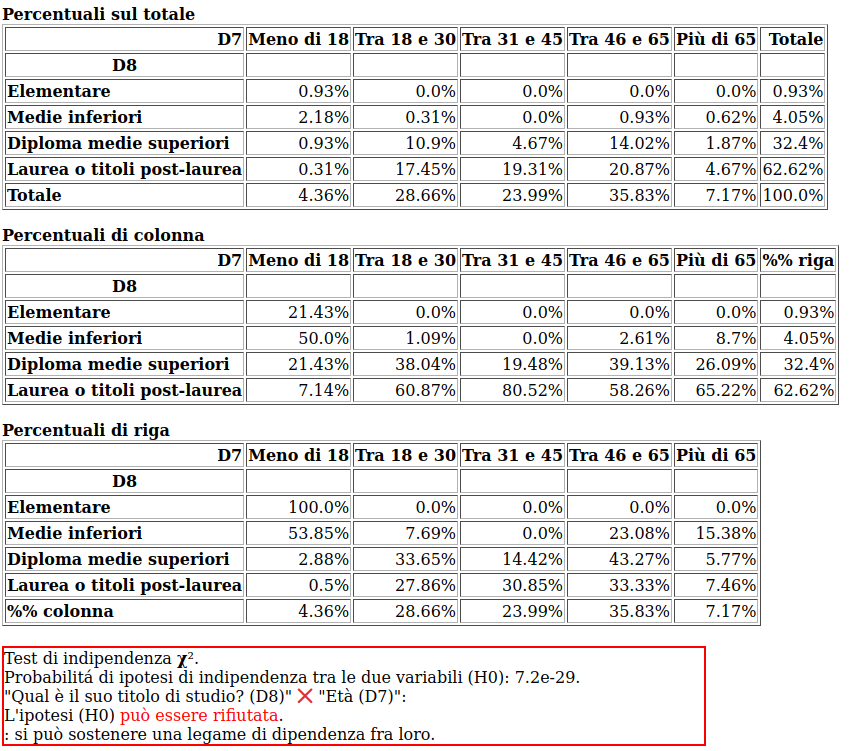 Percentuali sul totale
D7 Meno di 18 Tra 18 e 30 Tra 31 e 45 Tra 46 e 65 Più di 65 Totale
D8
Elementare 0.93% 0.0% 0.0% 0.0% 0.0% 0.93%
Medie inferiori 2.18% 0.31% 0.0% 0.93% 0.62% 4.05%
Diploma medie superiori 0.93% 10.9% 4.67% 14.02% 1.87% 32.4%
Laurea o titoli post-laurea 0.31% 17.45% 19.31% 20.87% 4.67% 62.62%
Totale 4.36% 28.66% 23.99% 35.83% 7.17% 100.0%
Percentuali di colonna
D7 Meno di 18 Tra 18 e 30 Tra 31 e 45 Tra 46 e 65 Più di 65 %% riga
D8
Elementare 21.43% 0.0% 0.0% 0.0% 0.0% 0.93%
Medie inferiori 50.0% 1.09% 0.0% 2.61% 8.7% 4.05%
Diploma medie superiori 21.43% 38.04% 19.48% 39.13% 26.09% 32.4%
Laurea o titoli post-laurea 7.14% 60.87% 80.52% 58.26% 65.22% 62.62%
Percentuali di riga
D7 Meno di 18 Tra 18 e 30 Tra 31 e 45 Tra 46 e 65 Più di 65
D8
Elementare 100.0% 0.0% 0.0% 0.0% 0.0%
Medie inferiori 53.85% 7.69% 0.0% 23.08% 15.38%
Diploma medie superiori 2.88% 33.65% 14.42% 43.27% 5.77%
Laurea o titoli post-laurea 0.5% 27.86% 30.85% 33.33% 7.46%
%% colonna 4.36% 28.66% 23.99% 35.83% 7.17%
Test di indipendenza χ².
Probabilitá di ipotesi di indipendenza tra le due variabili (H0): 7.2e-29.
"Qual è il suo titolo di studio? (D8)" ❌ "Età (D7)":
L'ipotesi (H0) può essere rifiutata.
: si può sostenere una legame di dipendenza fra loro.